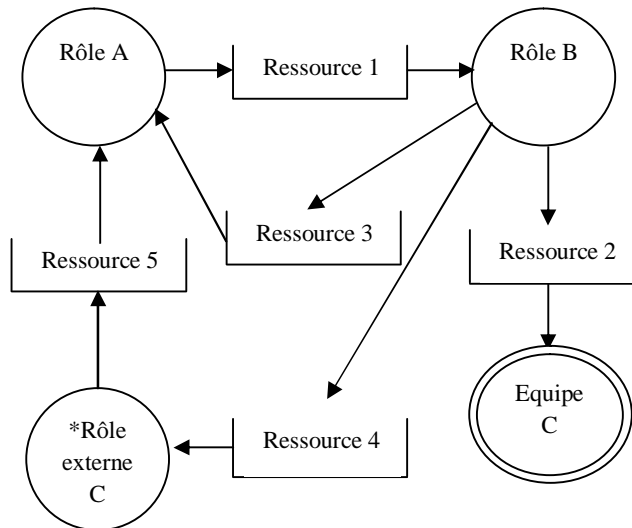 Rôle A
Ressource 1
Rôle B
Ressource 3
Ressource 5
Ressource 2
*Rôle
externe
C
Ressource 4
Equipe
C